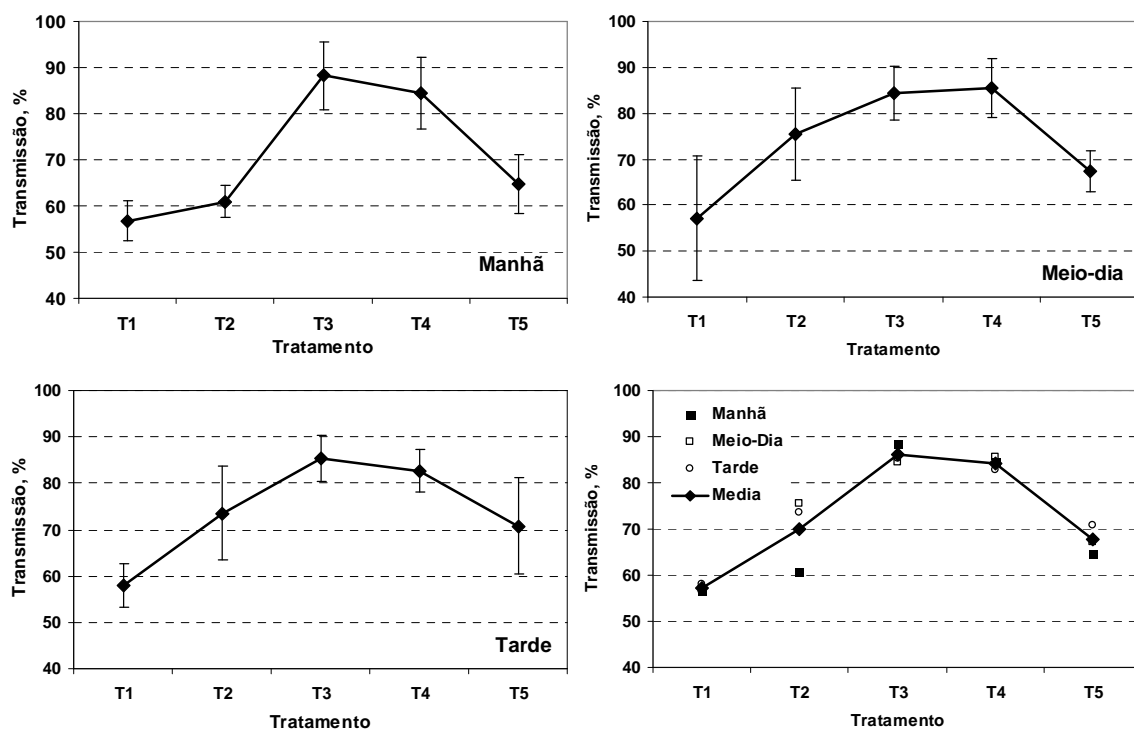 100
90
80
70
60
50
40
Transmissão, %
Manhã
T1 T2 T3 T4 T5
Tratamento
100
90
80
70
60
50
40
Transmissão, %
Meio-dia
T1 T2 T3 T4 T5
Tratamento
100
90
80
70
60
50
40
Transmissão, %
Tarde
T1 T2 T3 T4 T5
Tratamento
100
90
80
70
60
50
40
Transmissão, %
Manhã
Meio-Dia
Tarde
Media
T1 T2 T3 T4 T5
Tratamento